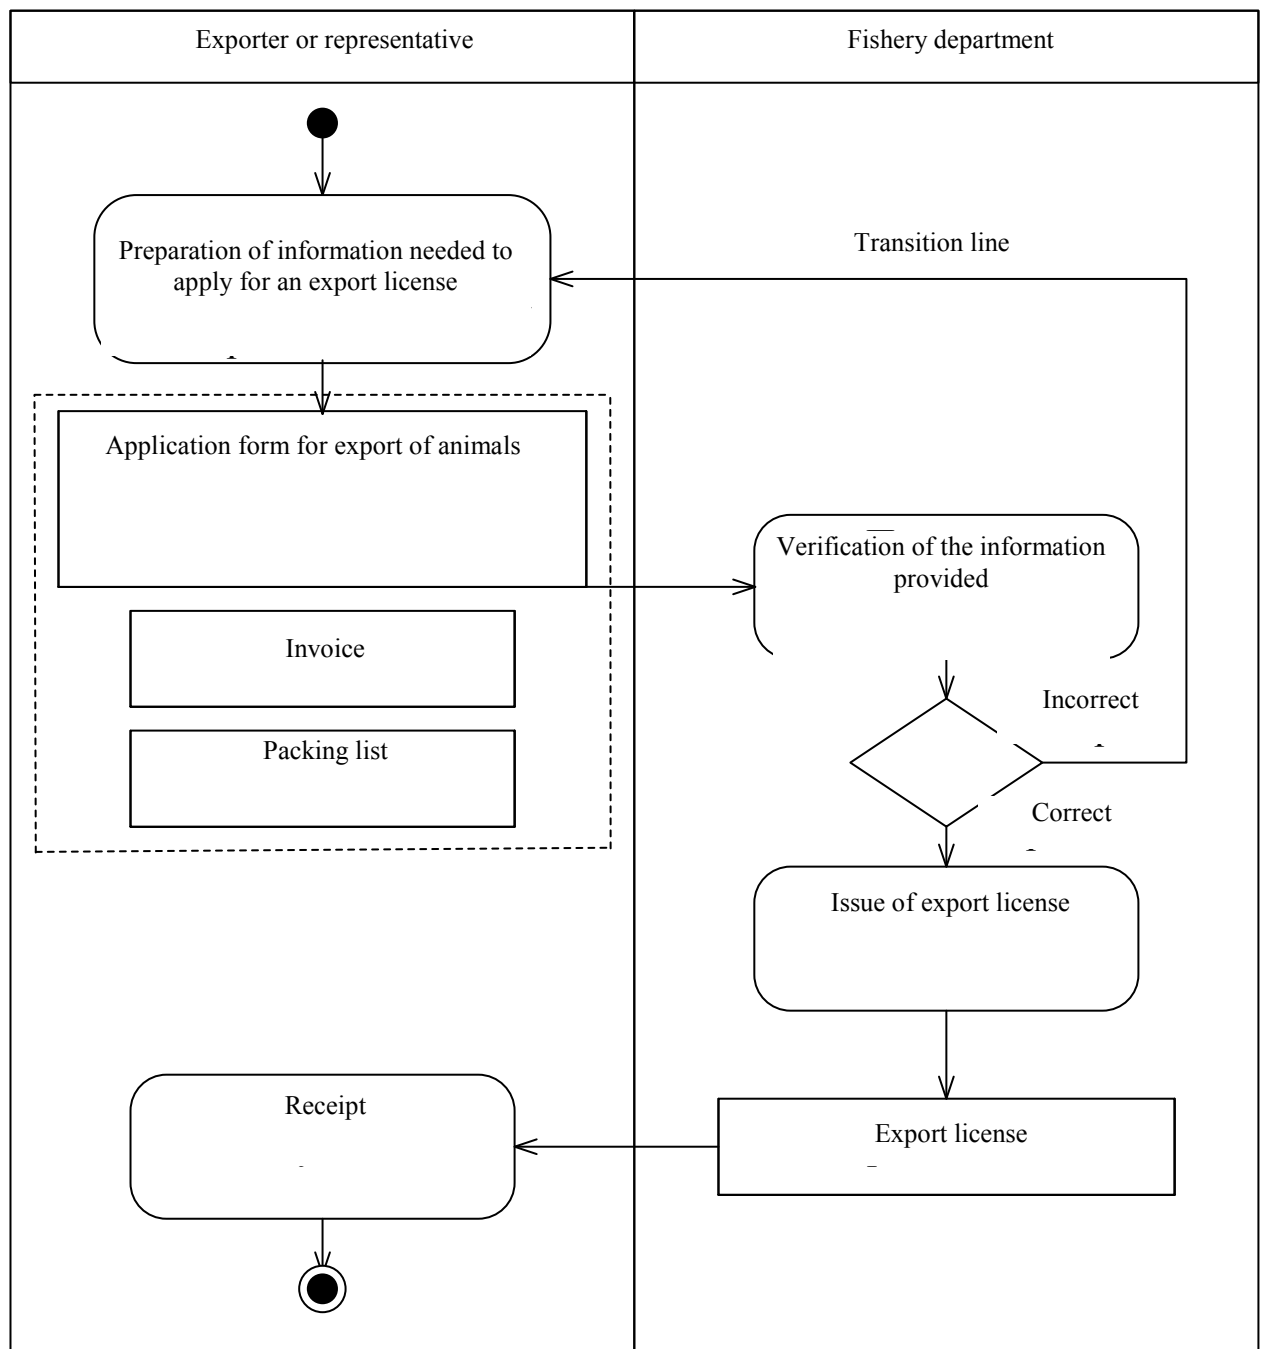 Exporter or representative
Fishery department
Preparation of information needed to
apply for an export license
Transition line
Application form for export of animals
Verification of the information
provided
Invoice
Incorrect
Packing list
Correct
Issue of export license
Receipt
Export license